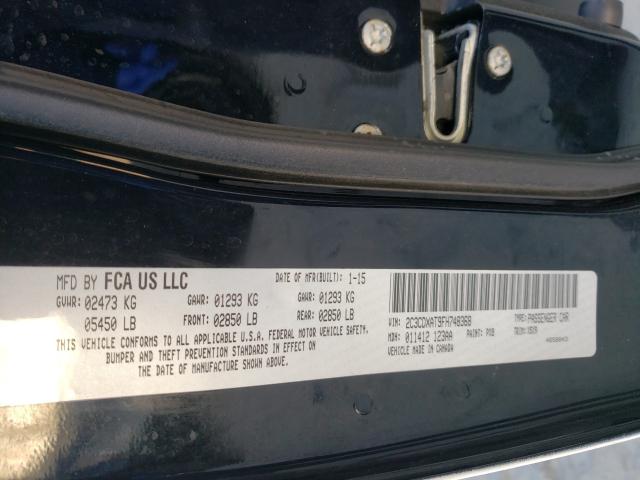 MFD BY FCA US LLC DATE OF MFR(BUILT): 1-15
GVWR: 02473 KG GAWR: 01293 KG GAWR: 01293 KG
05450 LB FRONT: 02850 LB REAR: 02850 LB
THIS VEHICLE CONFORMS TO ALL APPLICABLE U.S.A. FEDERAL MOTOR VEHICLE SAFETY,
BUMPER AND THEFT PREVENTION STANDARDS IN EFFECT ON
THE DATE OF MANUFACTURE SHOWN ABOVE.
VIN: 2C3CDXAT9FH748368 TYPE: PASSENGER CAR
MDH: 011412 123AA PAINT: TRIM:
MADE IN CANADA